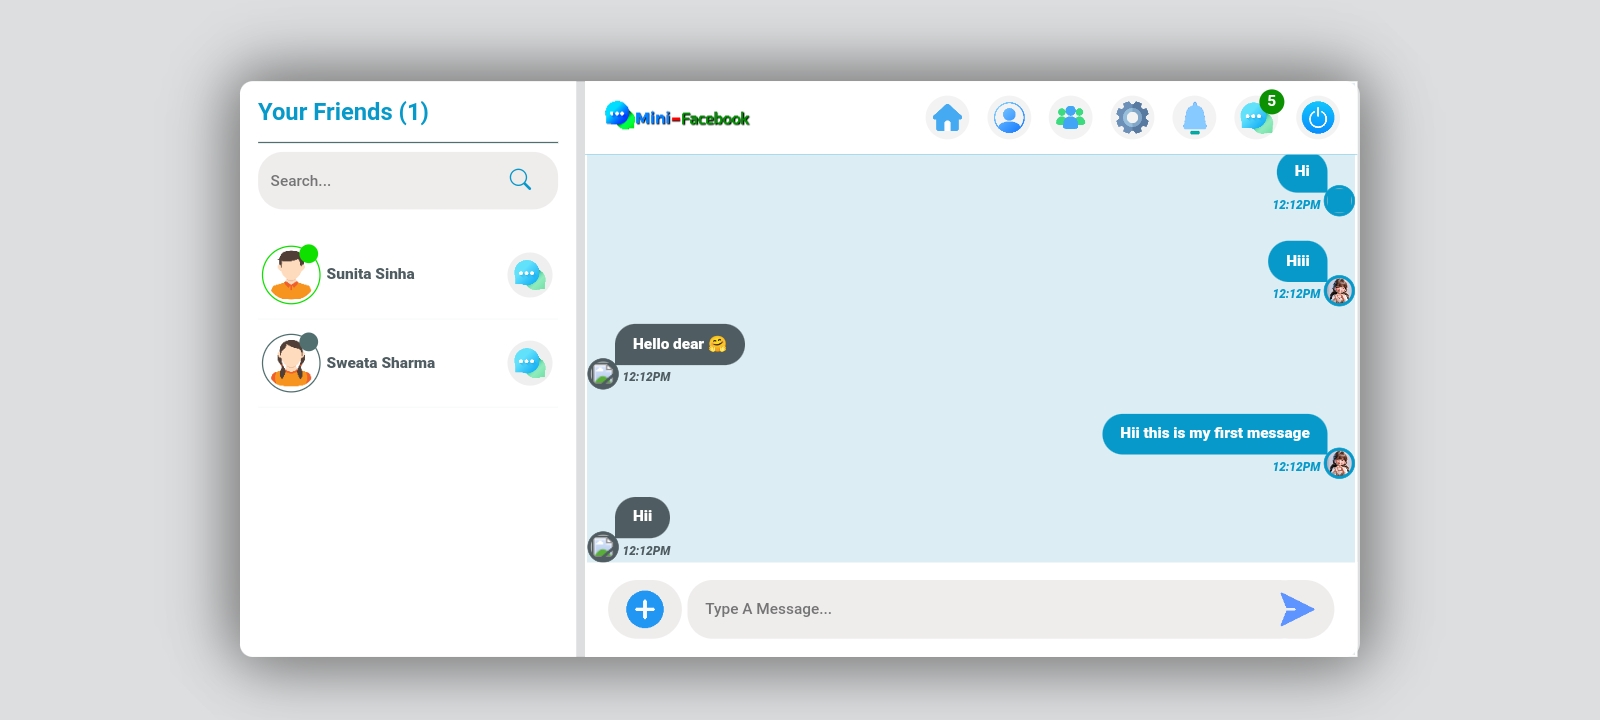 Your Friends (1)
Search...
Sunita Sinha
Sweata Sharma
Mini-Facebook
5
Hi
12:12PM
Hiii
12:12PM
Hello dear 🤗
12:12PM
Hii this is my first message
12:12PM
Hii
12:12PM
Type A Message...